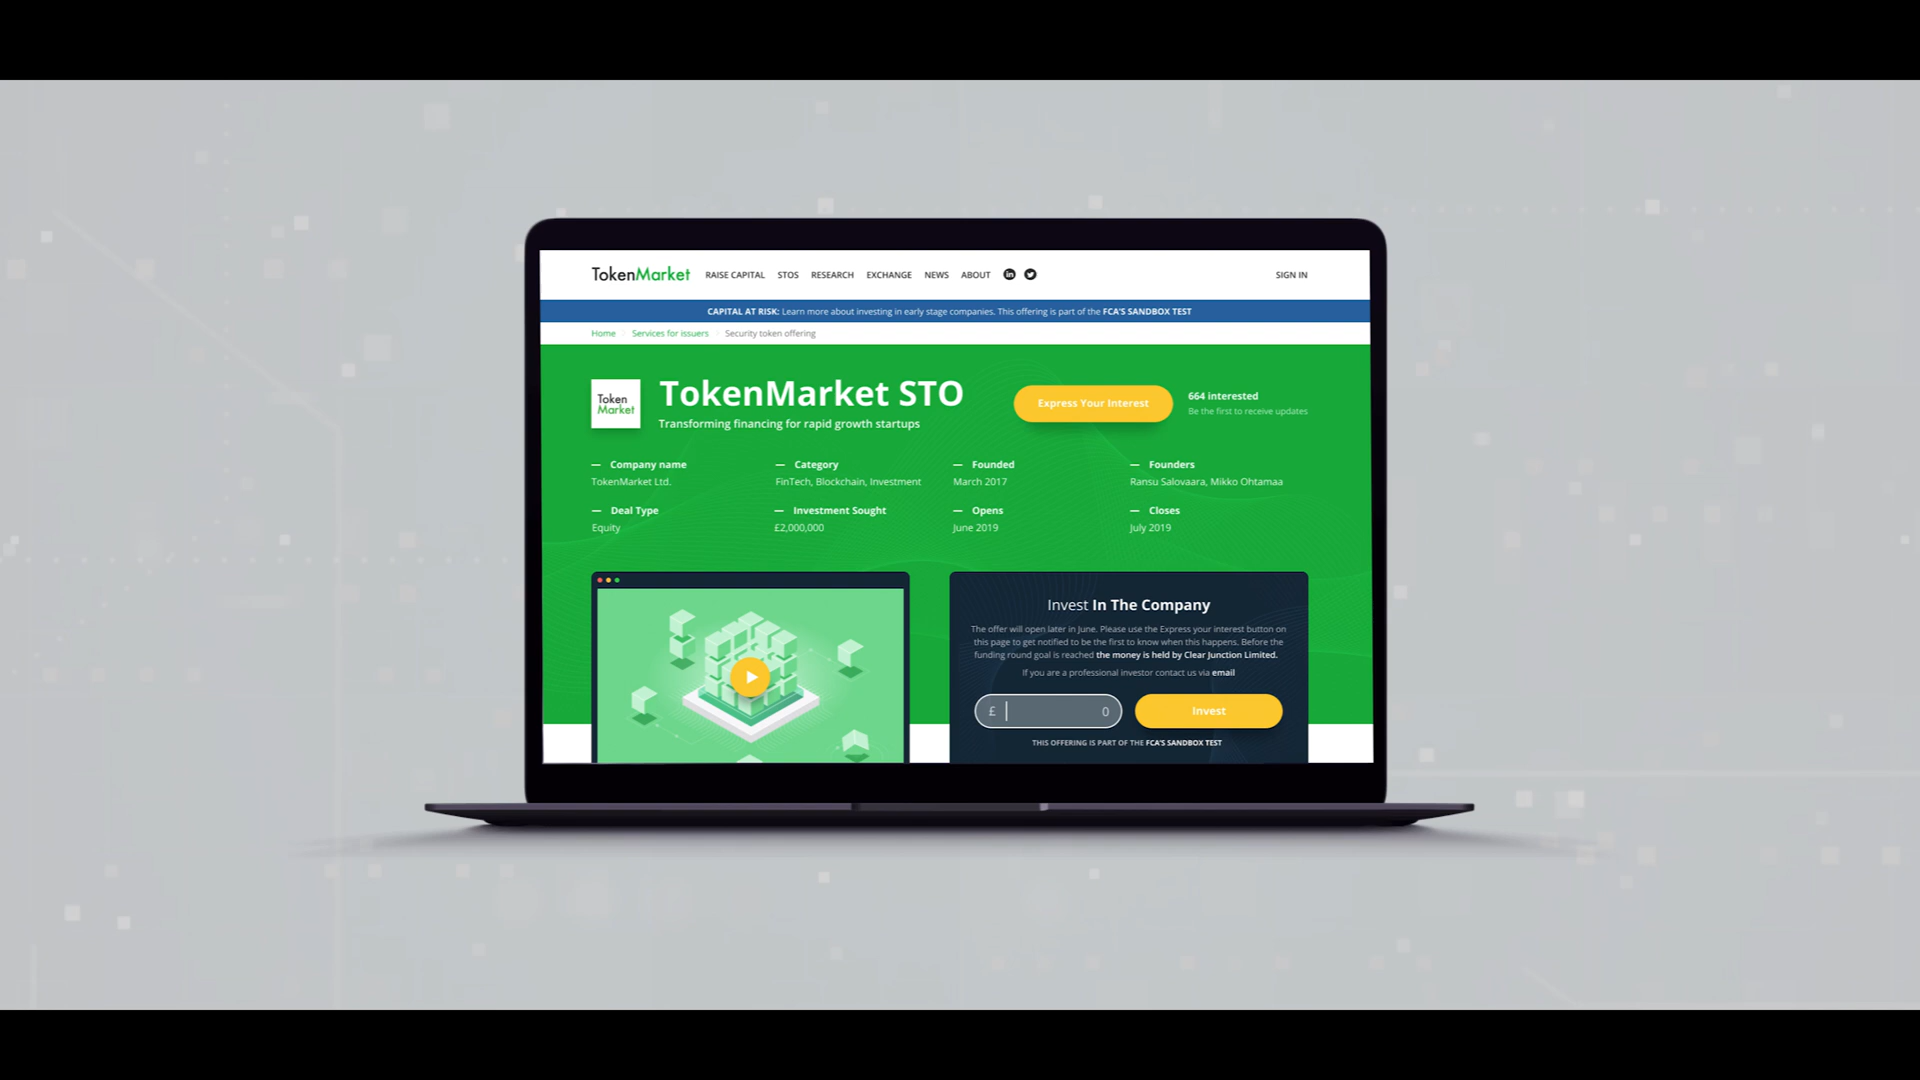 TokenMarket RAISE CAPITAL STOS RESEARCH EXCHANGE NEWS ABOUT in SIGN IN
CAPITAL AT RISK: Learn more about investing in early stage companies. This offering is part of the FCA'S SANDBOX TEST
Home Services for issuers Security token offering
Token
Market
TokenMarket STO
Transforming financing for rapid growth startups
Express Your Interest
664 interested
Be the first to receive updates
Company name
TokenMarket Ltd.
Category
FinTech, Blockchain, Investment
Founded
March 2017
Founders
Ransu Salovaara, Mikko Ohtamaa
Deal Type
Equity
Investment Sought
£2,000,000
Opens
June 2019
Closes
July 2019
Invest In The Company
The offer will open later in June. Please use the Express your interest button on
this page to get notified to be the first to know when this happens. Before the
funding round goal is reached the money is held by Clear Junction Limited.
If you are a professional investor contact us via email
£ 0
Invest
THIS OFFERING IS PART OF THE FCA'S SANDBOX TEST